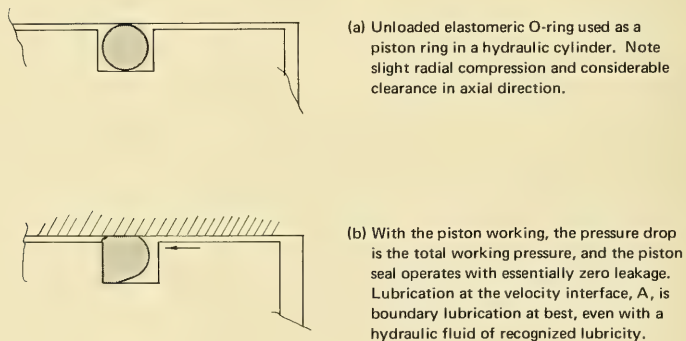 (a) Unloaded elastomeric O-ring used as a
piston ring in a hydraulic cylinder. Note
slight radial compression and considerable
clearance in axial direction.
(b) With the piston working, the pressure drop
is the total working pressure, and the piston
seal operates with essentially zero leakage.
Lubrication at the velocity interface, A, is
boundary lubrication at best, even with a
hydraulic fluid of recognized lubricity.